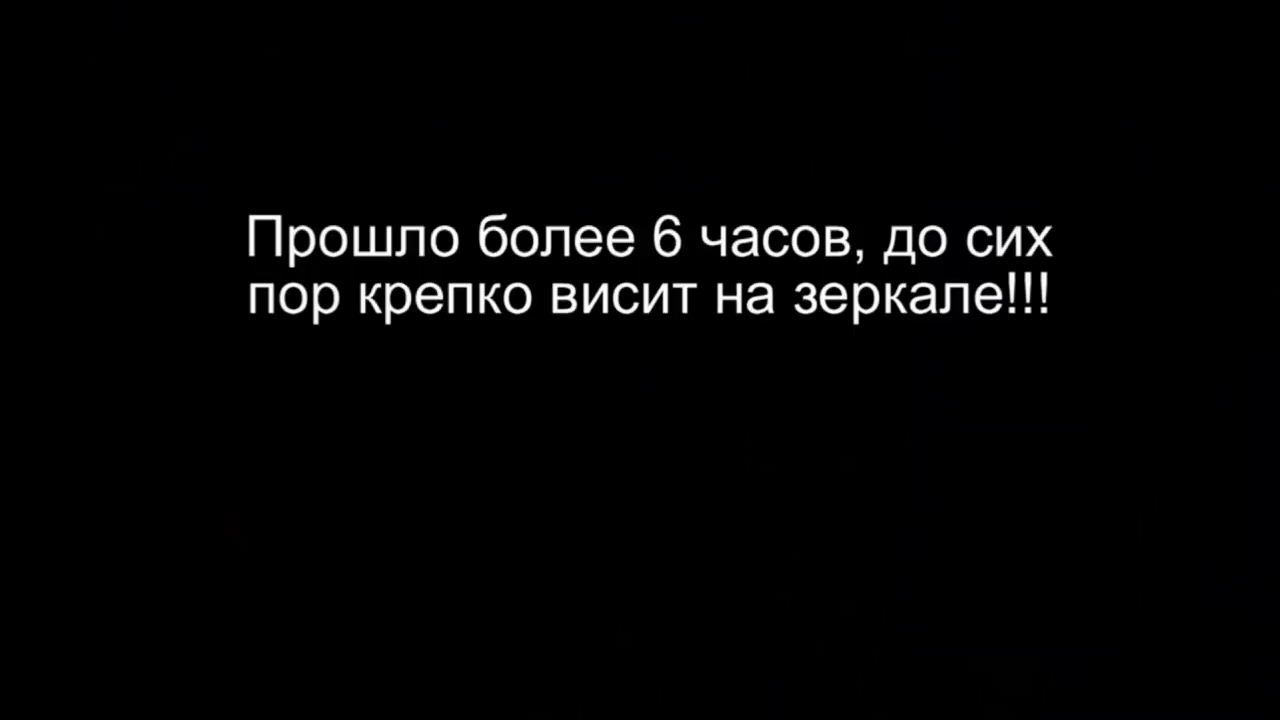 Прошло более 6 часов, до сих
пор крепко висит на зеркале!!!